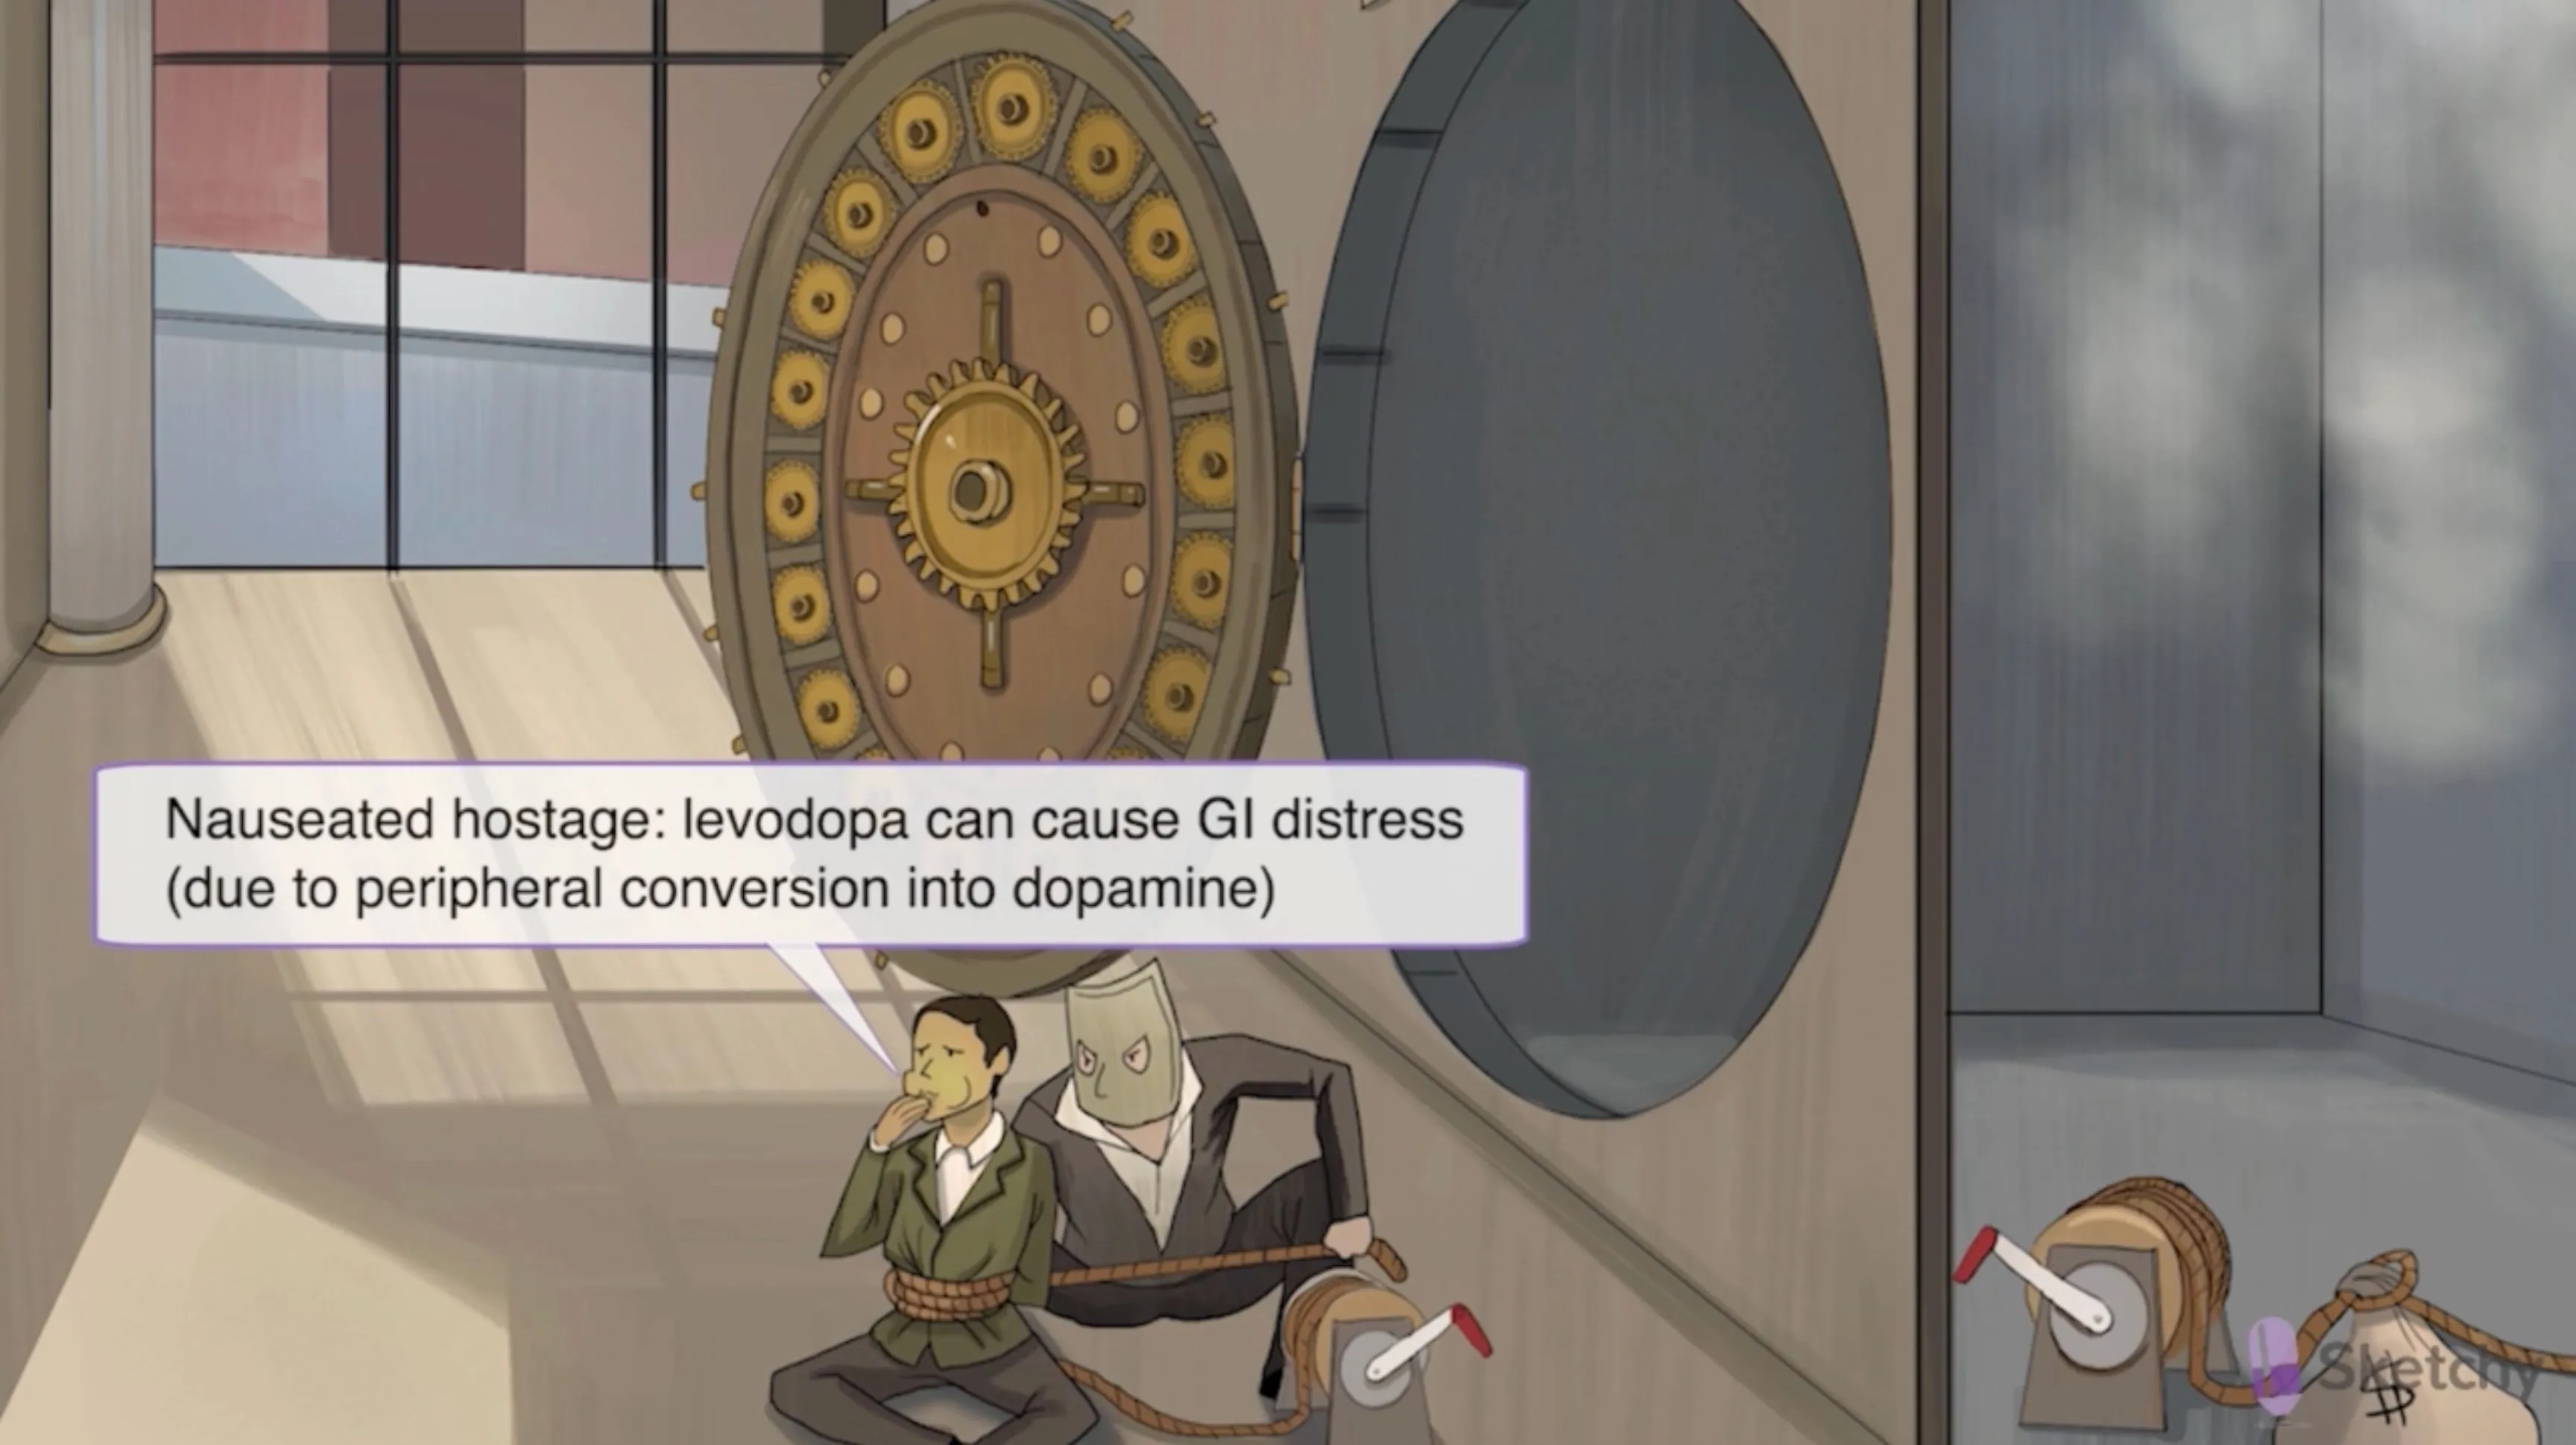 Nauseated hostage: levodopa can cause GI distress
(due to peripheral conversion into dopamine)
Sketchy
$